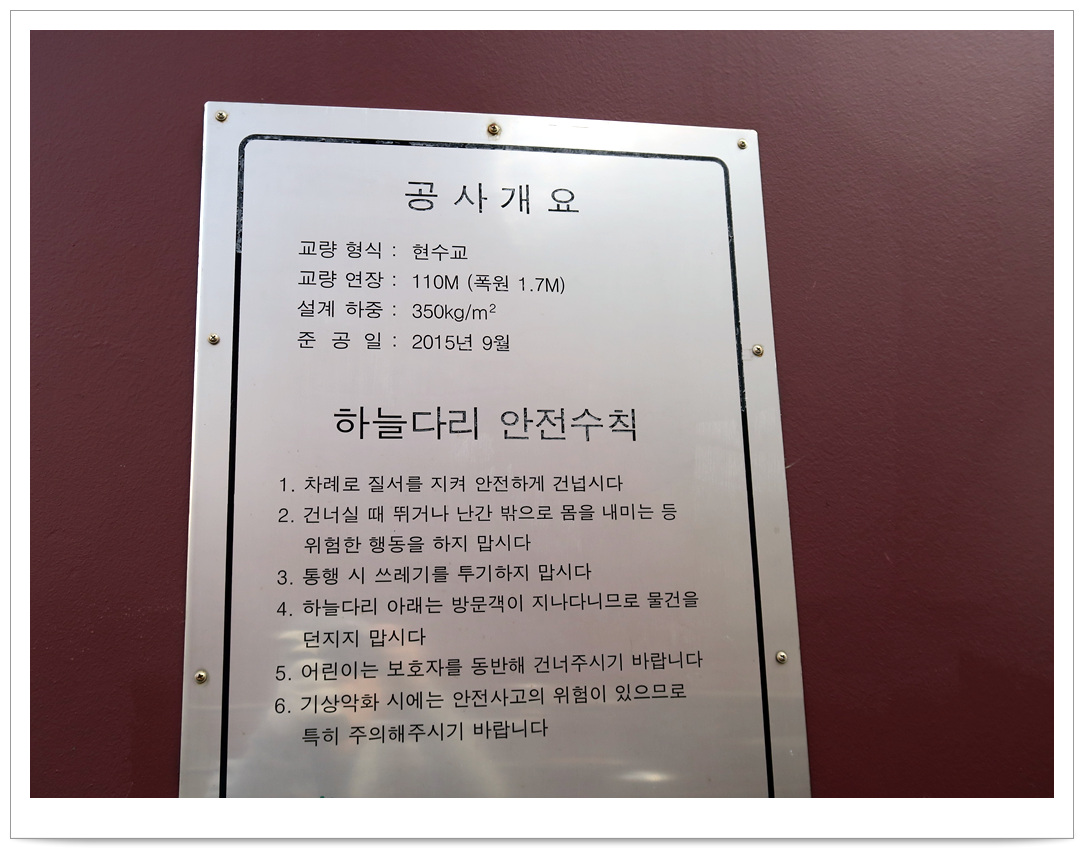 공사개요
교량 형식 : 현수교
교량 연장 : 110M (폭원 1.7M)
설계 하중 : 350kg/m²
준 공 일 : 2015년 9월
하늘다리 안전수칙
1. 차례로 질서를 지켜 안전하게 건넙시다
2. 건너실 때 뛰거나 난간 밖으로 몸을 내미는 등
위험한 행동을 하지 맙시다
3. 통행 시 쓰레기를 투기하지 맙시다
4. 하늘다리 아래는 방문객이 지나다니므로 물건을
던지지 맙시다
5. 어린이는 보호자를 동반해 건너주시기 바랍니다
6. 기상악화 시에는 안전사고의 위험이 있으므로
특히 주의해주시기 바랍니다